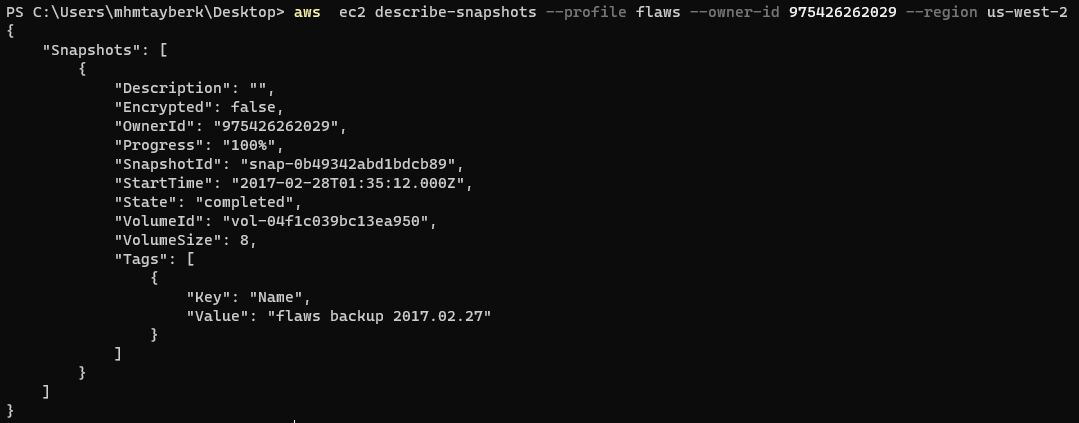 PS C:\Users\mhmtayberk\Desktop> aws  ec2 describe-snapshots --profile flaws --owner-id 975426262029 --region us-west-2
{
    "Snapshots": [
        {
            "Description": "",
            "Encrypted": false,
            "OwnerId": "975426262029",
            "Progress": "100%",
            "SnapshotId": "snap-0b49342abd1bdcb89",
            "StartTime": "2017-02-28T01:35:12.000Z",
            "State": "completed",
            "VolumeId": "vol-04f1c039bc13ea950",
            "VolumeSize": 8,
            "Tags": [
                {
                    "Key": "Name",
                    "Value": "flaws backup 2017.02.27"
                }
            ]
        }
    ]
}